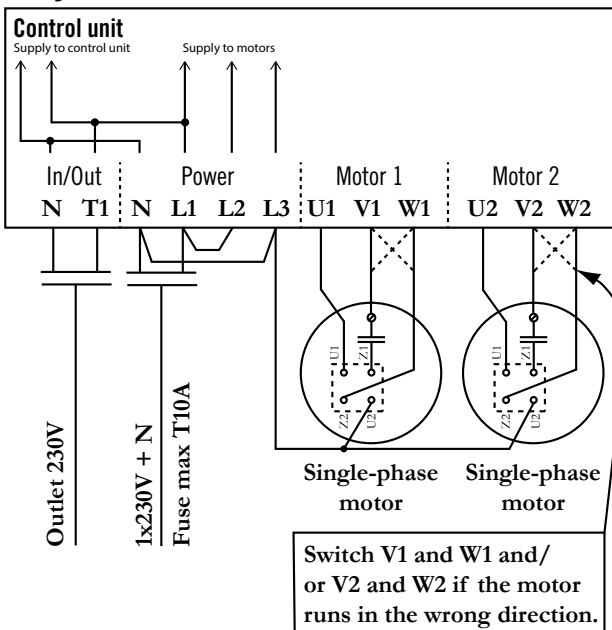 Control unit
Supply to control unit
Supply to motors
In/Out
Power
Motor 1
Motor 2
N T1 N L1 L2 L3 U1 V1 W1 U2 V2 W2
U1 Z1
Z2 U2
U1 Z1
Z2 U2
Outlet 230V
1x230V + N
Fuse max T10A
Single-phase
motor
Single-phase
motor
Switch V1 and W1 and/
or V2 and W2 if the motor
runs in the wrong direction.